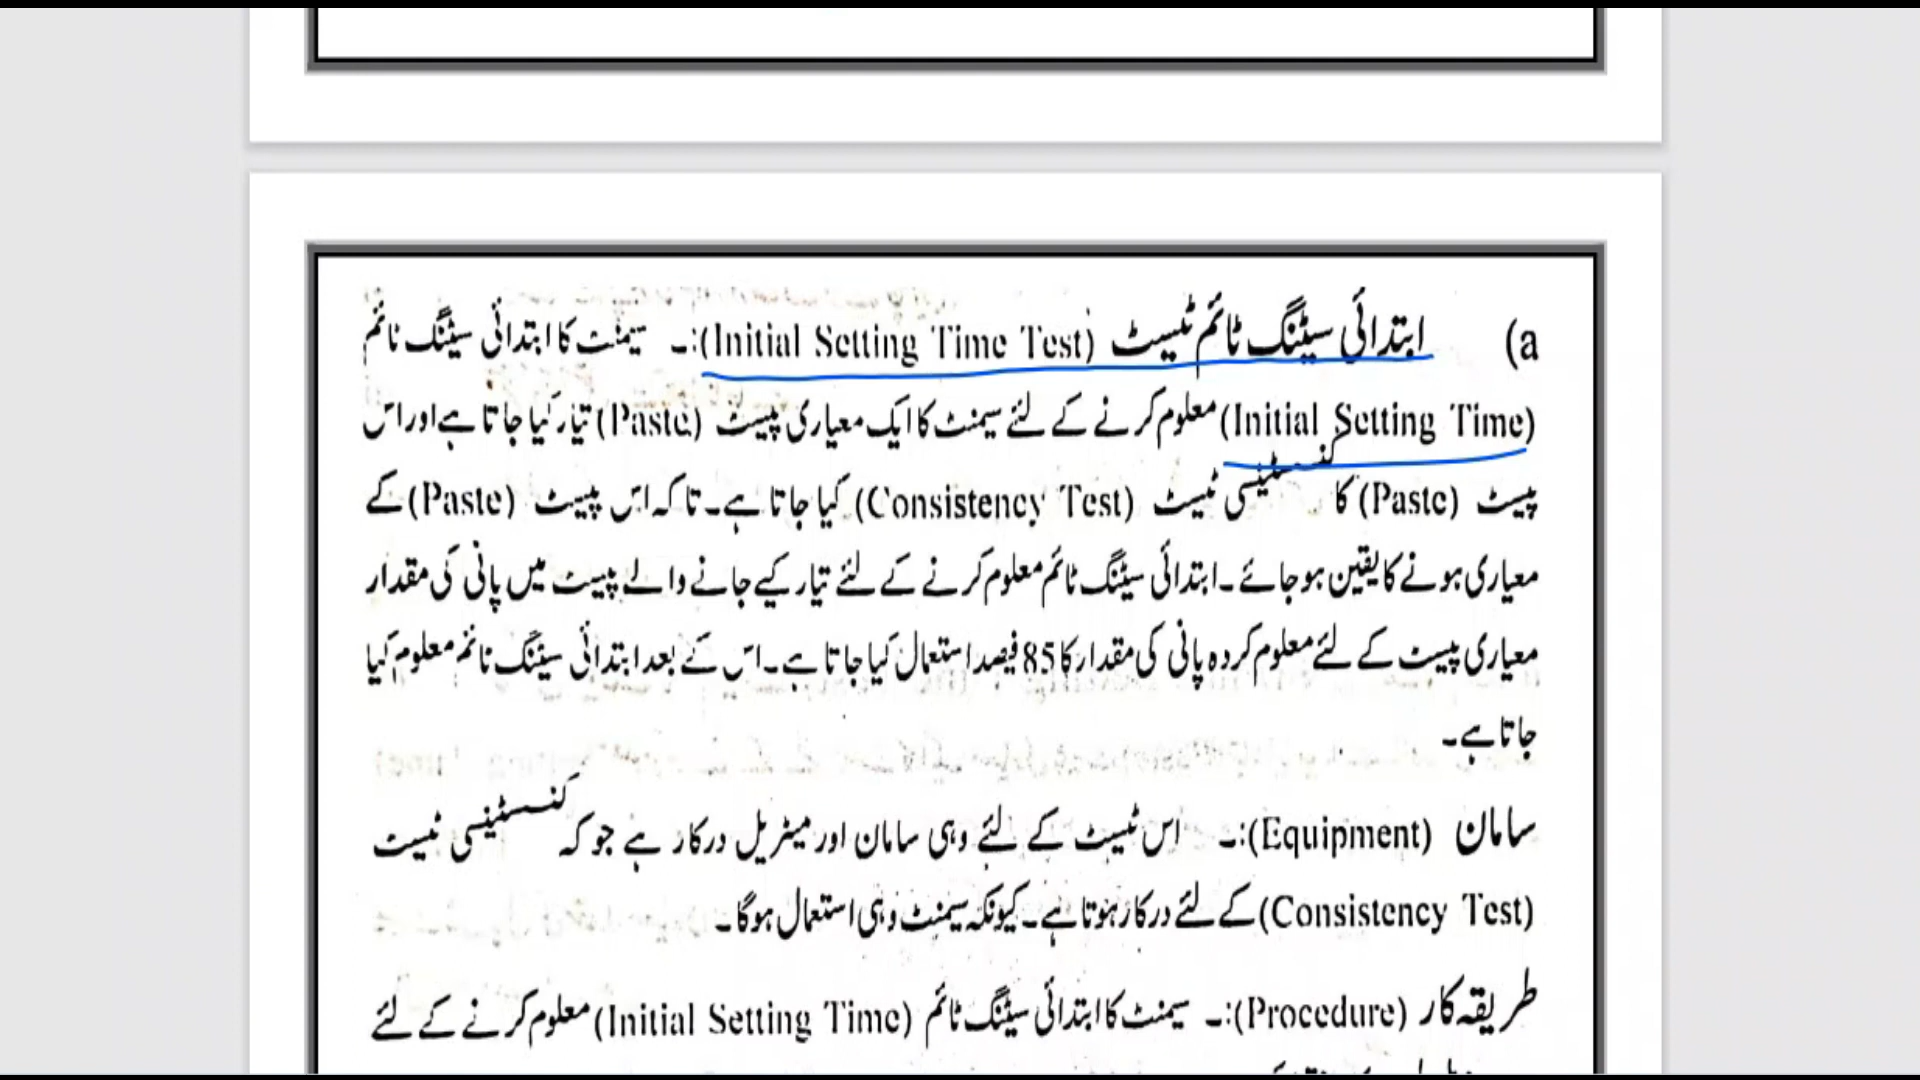 (a ابتدائی سیٹنگ ٹائم ٹیسٹ (Initial Setting Time Test):۔ سیمنٹ کا ابتدائی سیٹنگ ٹائم
(Initial Setting Time) معلوم کرنے کے لئے سیمنٹ کا ایک معیاری پیسٹ (Paste) تیار کیا جاتا ہے اور اس
پیسٹ (Paste) کا کنسسٹینسی ٹیسٹ (Consistency Test) کیا جاتا ہے۔ تاکہ اس پیسٹ (Paste) کے
معیاری ہونے کا یقین ہو جائے۔ ابتدائی سیٹنگ ٹائم معلوم کرنے کے لئے تیار کیے جانے والے پیسٹ میں پانی کی مقدار
معیاری پیسٹ کے لئے معلوم کردہ پانی کی مقدار کا 85 فیصد استعمال کیا جاتا ہے۔ اس کے بعد ابتدائی سیٹنگ ٹائم معلوم کیا
جاتا ہے۔
سامان (Equipment):۔ اس ٹیسٹ کے لئے وہی سامان اور میٹریل درکار ہے جو کہ کنسسٹینسی ٹیسٹ
(Consistency Test) کے لئے درکار ہوتا ہے۔ کیونکہ سیمنٹ وہی استعمال ہوگا۔
طریقہ کار (Procedure):۔ سیمنٹ کا ابتدائی سیٹنگ ٹائم (Initial Setting Time) معلوم کرنے کے لئے